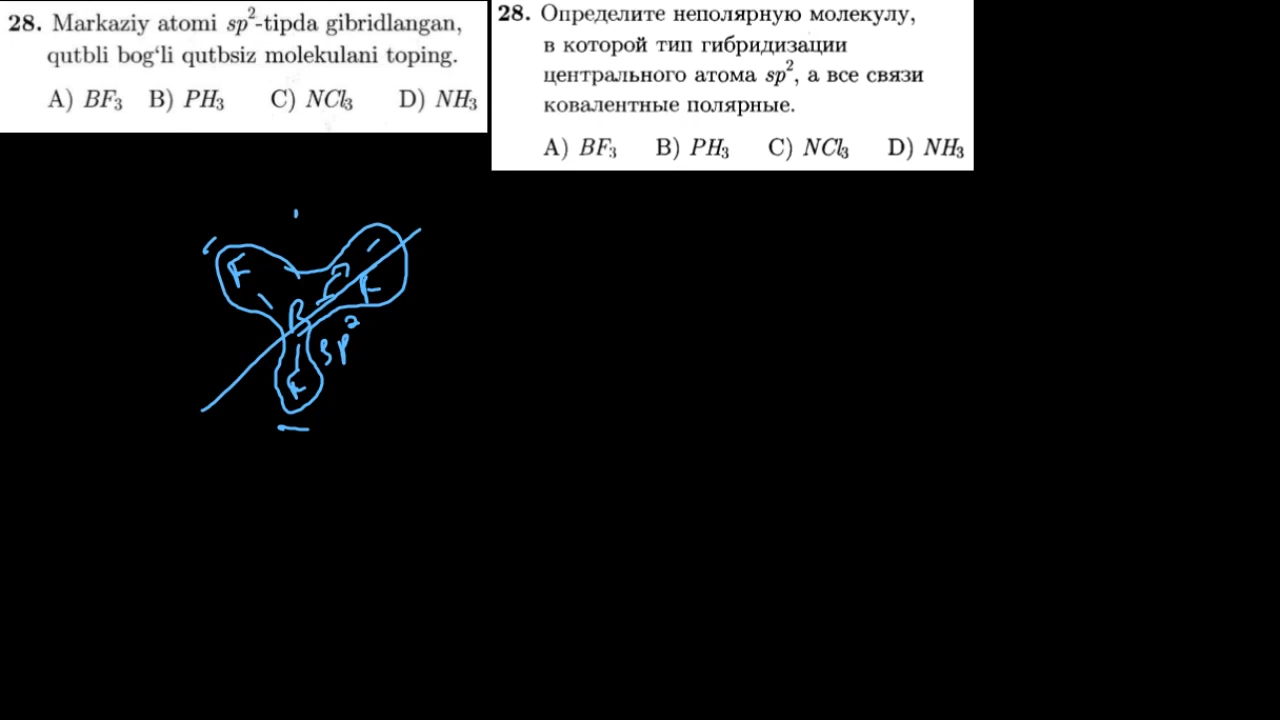 28. Markaziy atomi sp²-tipda gibridlangan,
qutbli bog‘li qutbsiz molekulani toping.
A) BF₃ B) PH₃ C) NCl₃ D) NH₃
28. Определите неполярную молекулу,
в которой тип гибридизации
центрального атома sp², а все связи
ковалентные полярные.
A) BF₃ B) PH₃ C) NCl₃ D) NH₃
F
F
B
sp²
F